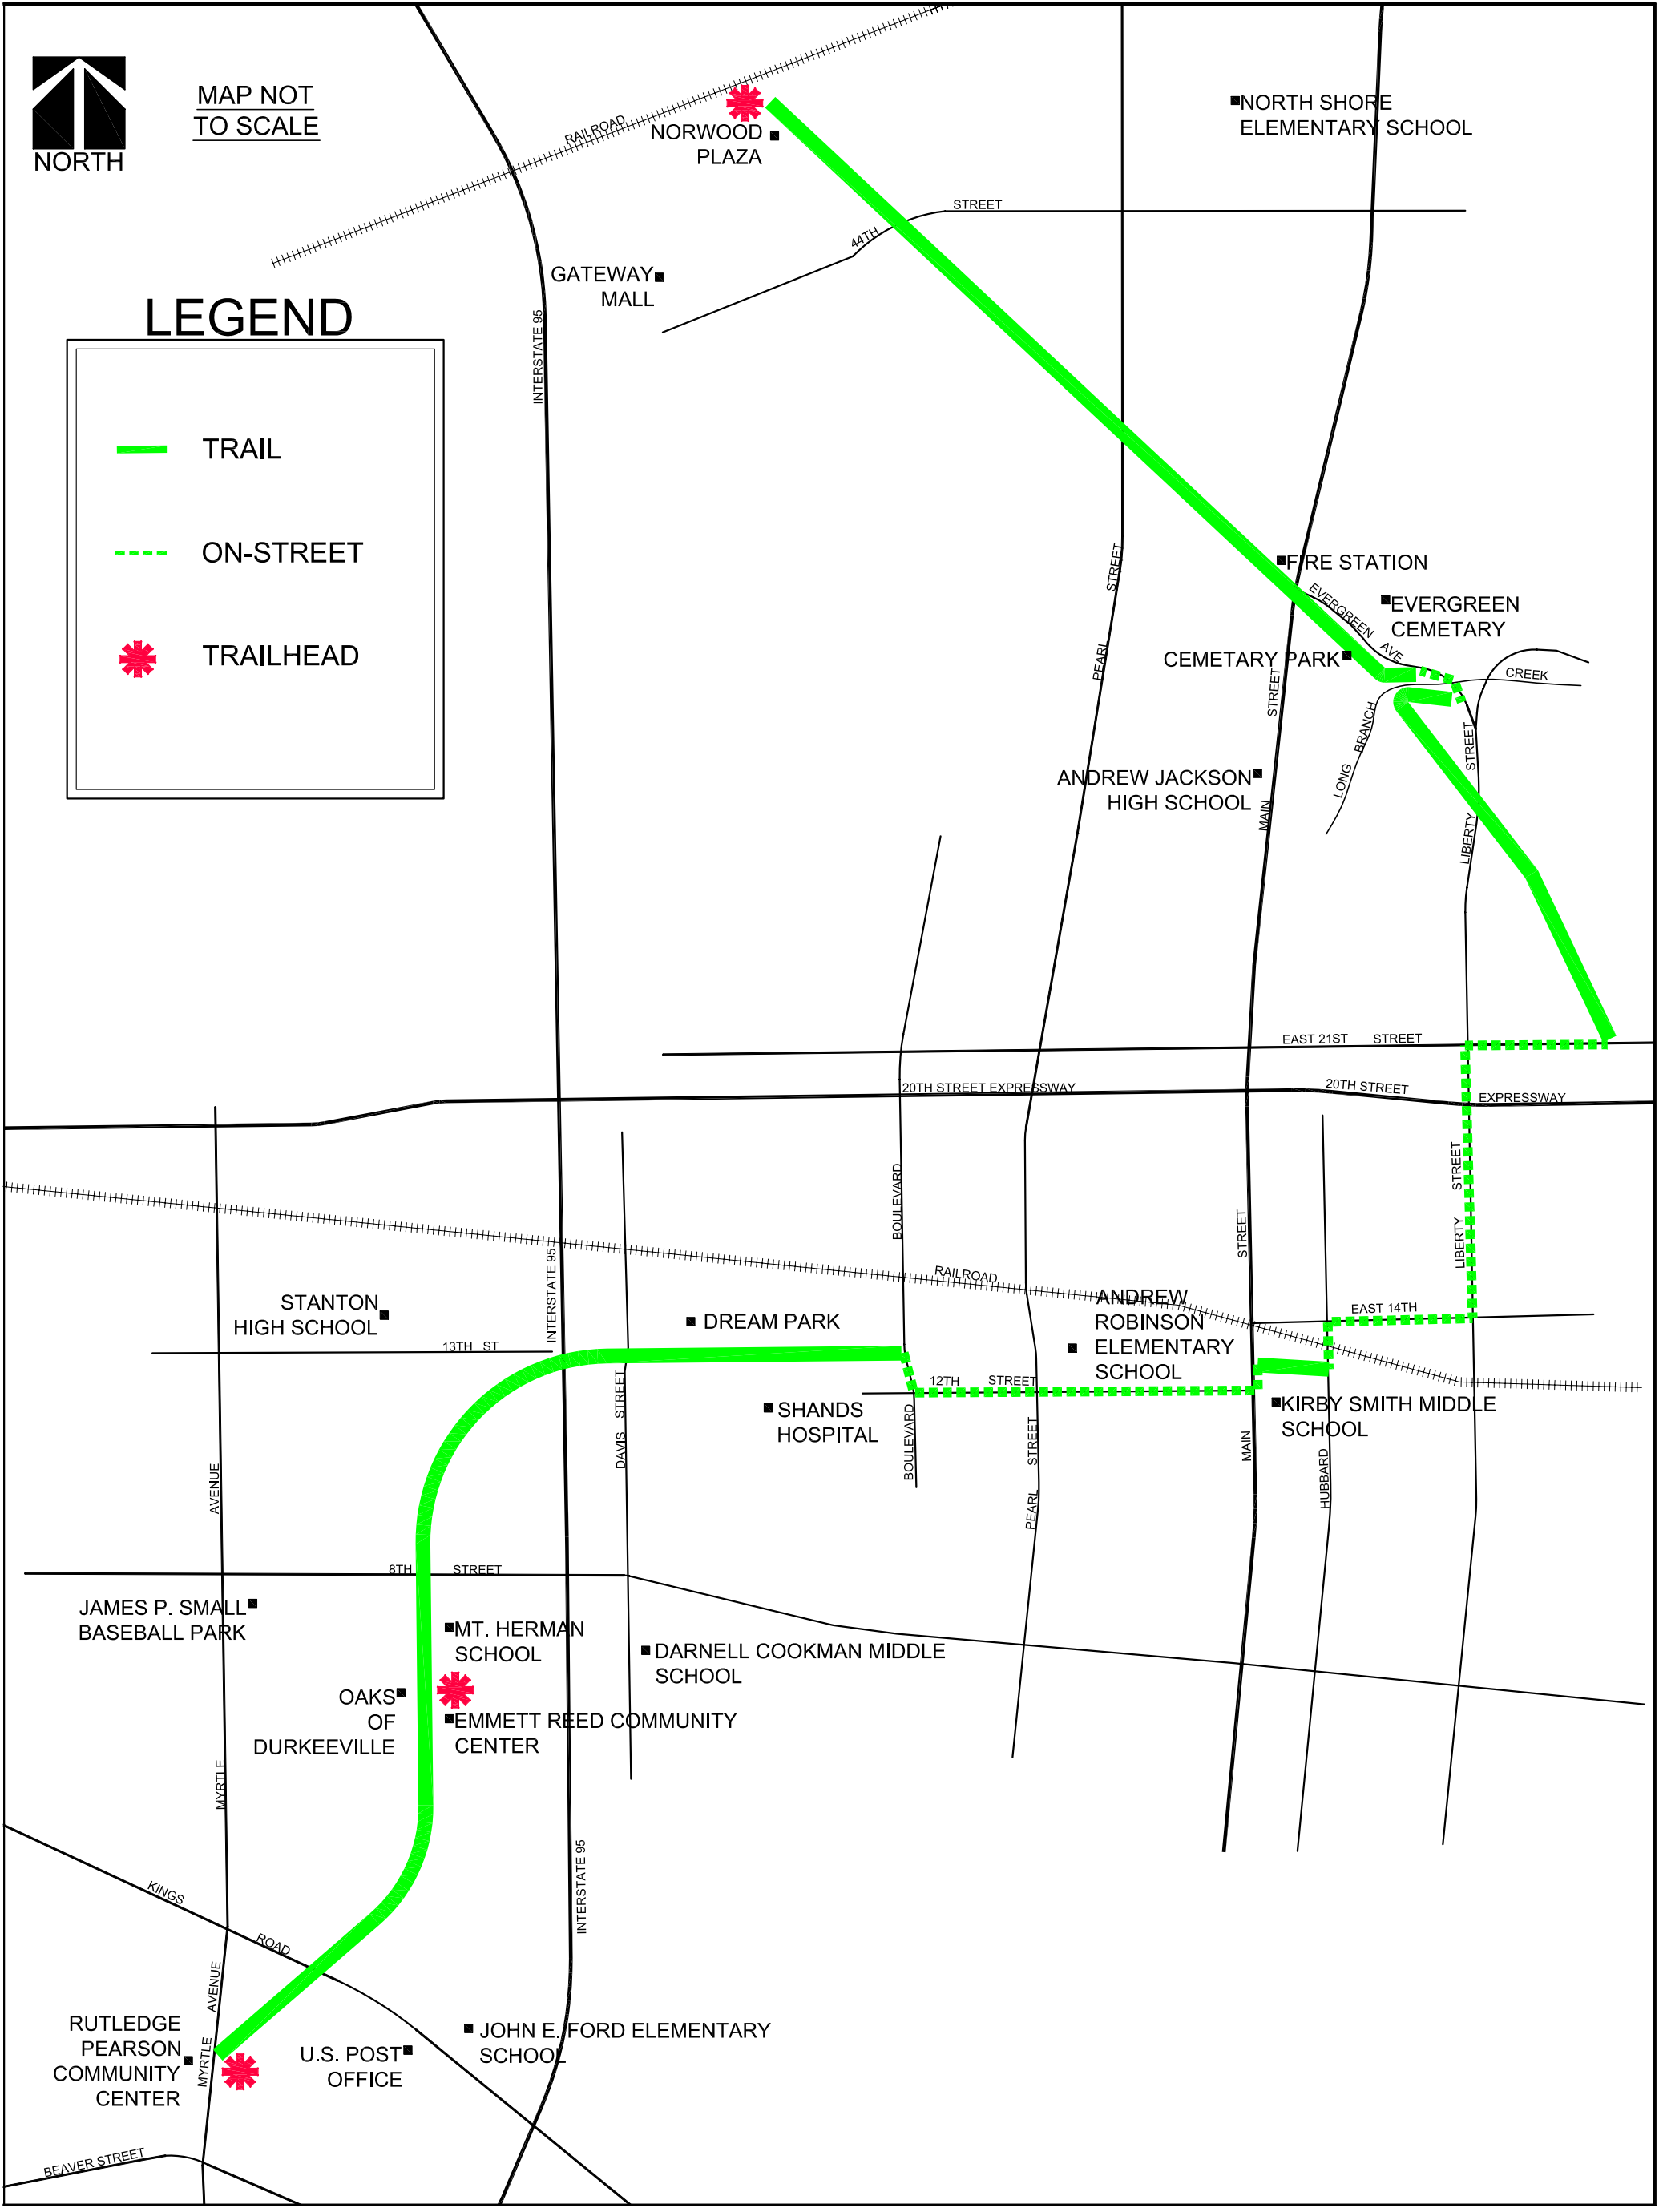 MAP NOT
TO SCALE
NORTH
RAILROAD
NORWOOD
PLAZA
NORTH SHORE
ELEMENTARY SCHOOL
STREET
44TH
GATEWAY
MALL
INTERSTATE 95
LEGEND
TRAIL
ON-STREET
TRAILHEAD
STREET
PEARL
FIRE STATION
EVERGREEN AVE
EVERGREEN
CEMETARY
CEMETARY PARK
CREEK
LONG BRANCH
STREET
MAIN
ANDREW JACKSON
HIGH SCHOOL
STREET
LIBERTY
EAST 21ST STREET
20TH STREET EXPRESSWAY
20TH STREET
EXPRESSWAY
BOULEVARD
STREET
LIBERTY
STREET
INTERSTATE 95
RAILROAD
STANTON
HIGH SCHOOL
13TH ST
DREAM PARK
ANDREW
ROBINSON
ELEMENTARY
SCHOOL
EAST 14TH
12TH STREET
DAVIS STREET
SHANDS
HOSPITAL
BOULEVARD
PEARL STREET
MAIN
HUBBARD
KIRBY SMITH MIDDLE
SCHOOL
AVENUE
8TH STREET
JAMES P. SMALL
BASEBALL PARK
MT. HERMAN
SCHOOL
DARNELL COOKMAN MIDDLE
SCHOOL
OAKS
OF
DURKEEVILLE
EMMETT REED COMMUNITY
CENTER
MYRTLE
INTERSTATE 95
KINGS
ROAD
AVENUE
MYRTLE
RUTLEDGE
PEARSON
COMMUNITY
CENTER
U.S. POST
OFFICE
JOHN E. FORD ELEMENTARY
SCHOOL
BEAVER STREET